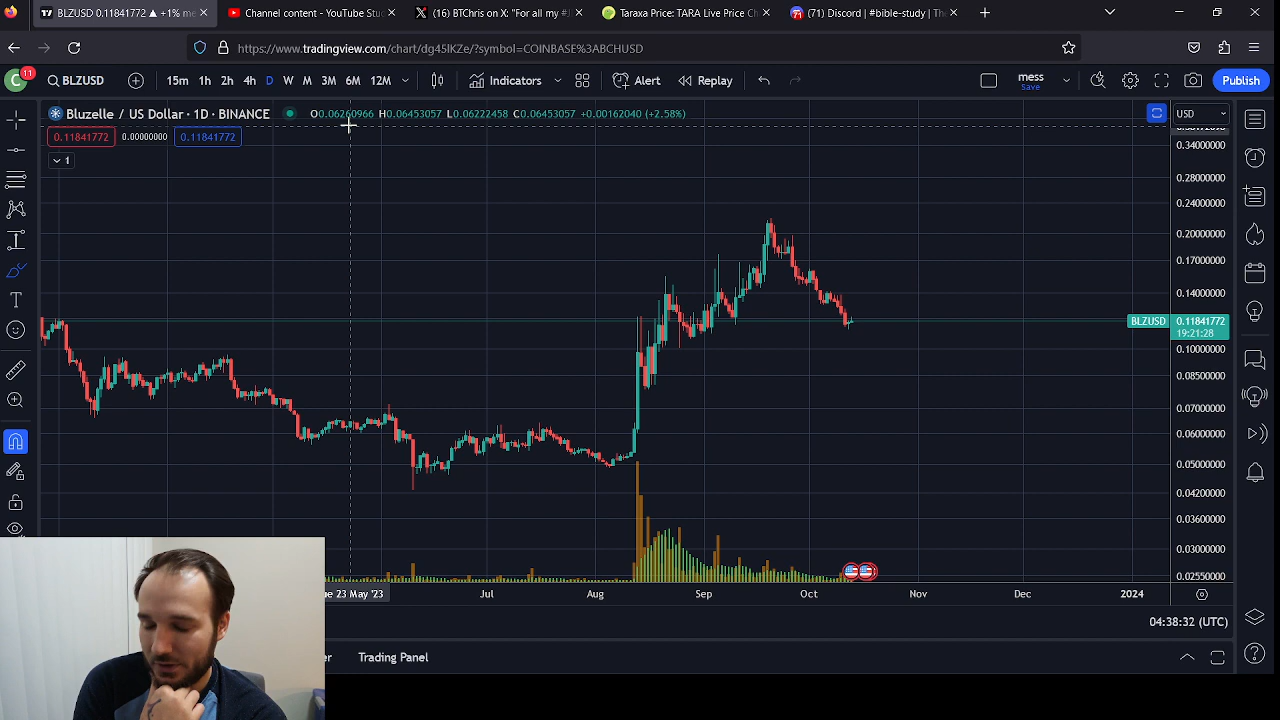 BLZUSD 0.11841772 ▲ +1% me
Channel content - YouTube Stud
(16) BTChris on X: "For all my #J
Taraxa Price: TARA Live Price Ch
(71) Discord | #bible-study | The
https://www.tradingview.com/chart/dg45lKZe/?symbol=COINBASE%3ABCHUSD
C 11 BLZUSD 15m 1h 2h 4h D W M 3M 6M 12M Indicators Alert Replay mess Save Publish
Bluzelle / US Dollar · 1D · BINANCE O0.06260966 H0.06453057 L0.06222458 C0.06453057 +0.00162040 (+2.58%) USD
0.11841772 0.00000000 0.11841772
1
0.34000000
0.28000000
0.24000000
0.20000000
0.17000000
0.14000000
BLZUSD 0.11841772
19:21:28
0.10000000
0.08500000
0.07000000
0.06000000
0.05000000
0.04200000
0.03600000
0.03000000
0.02550000
ue 23 May '23 Jul Aug Sep Oct Nov Dec 2024
04:38:32 (UTC)
Trading Panel